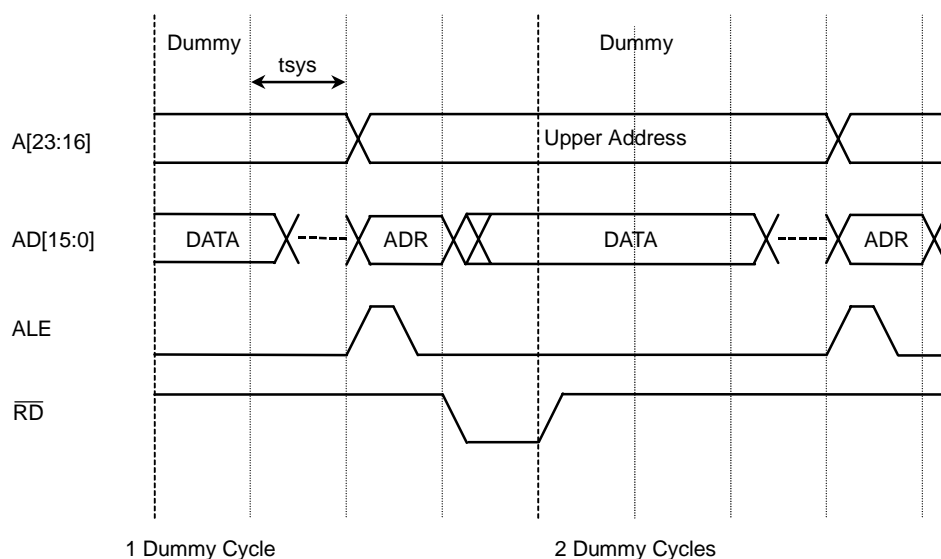 Dummy Dummy
tsys
A[23:16] Upper Address
AD[15:0] DATA ADR DATA ADR
ALE
RD
1 Dummy Cycle 2 Dummy Cycles